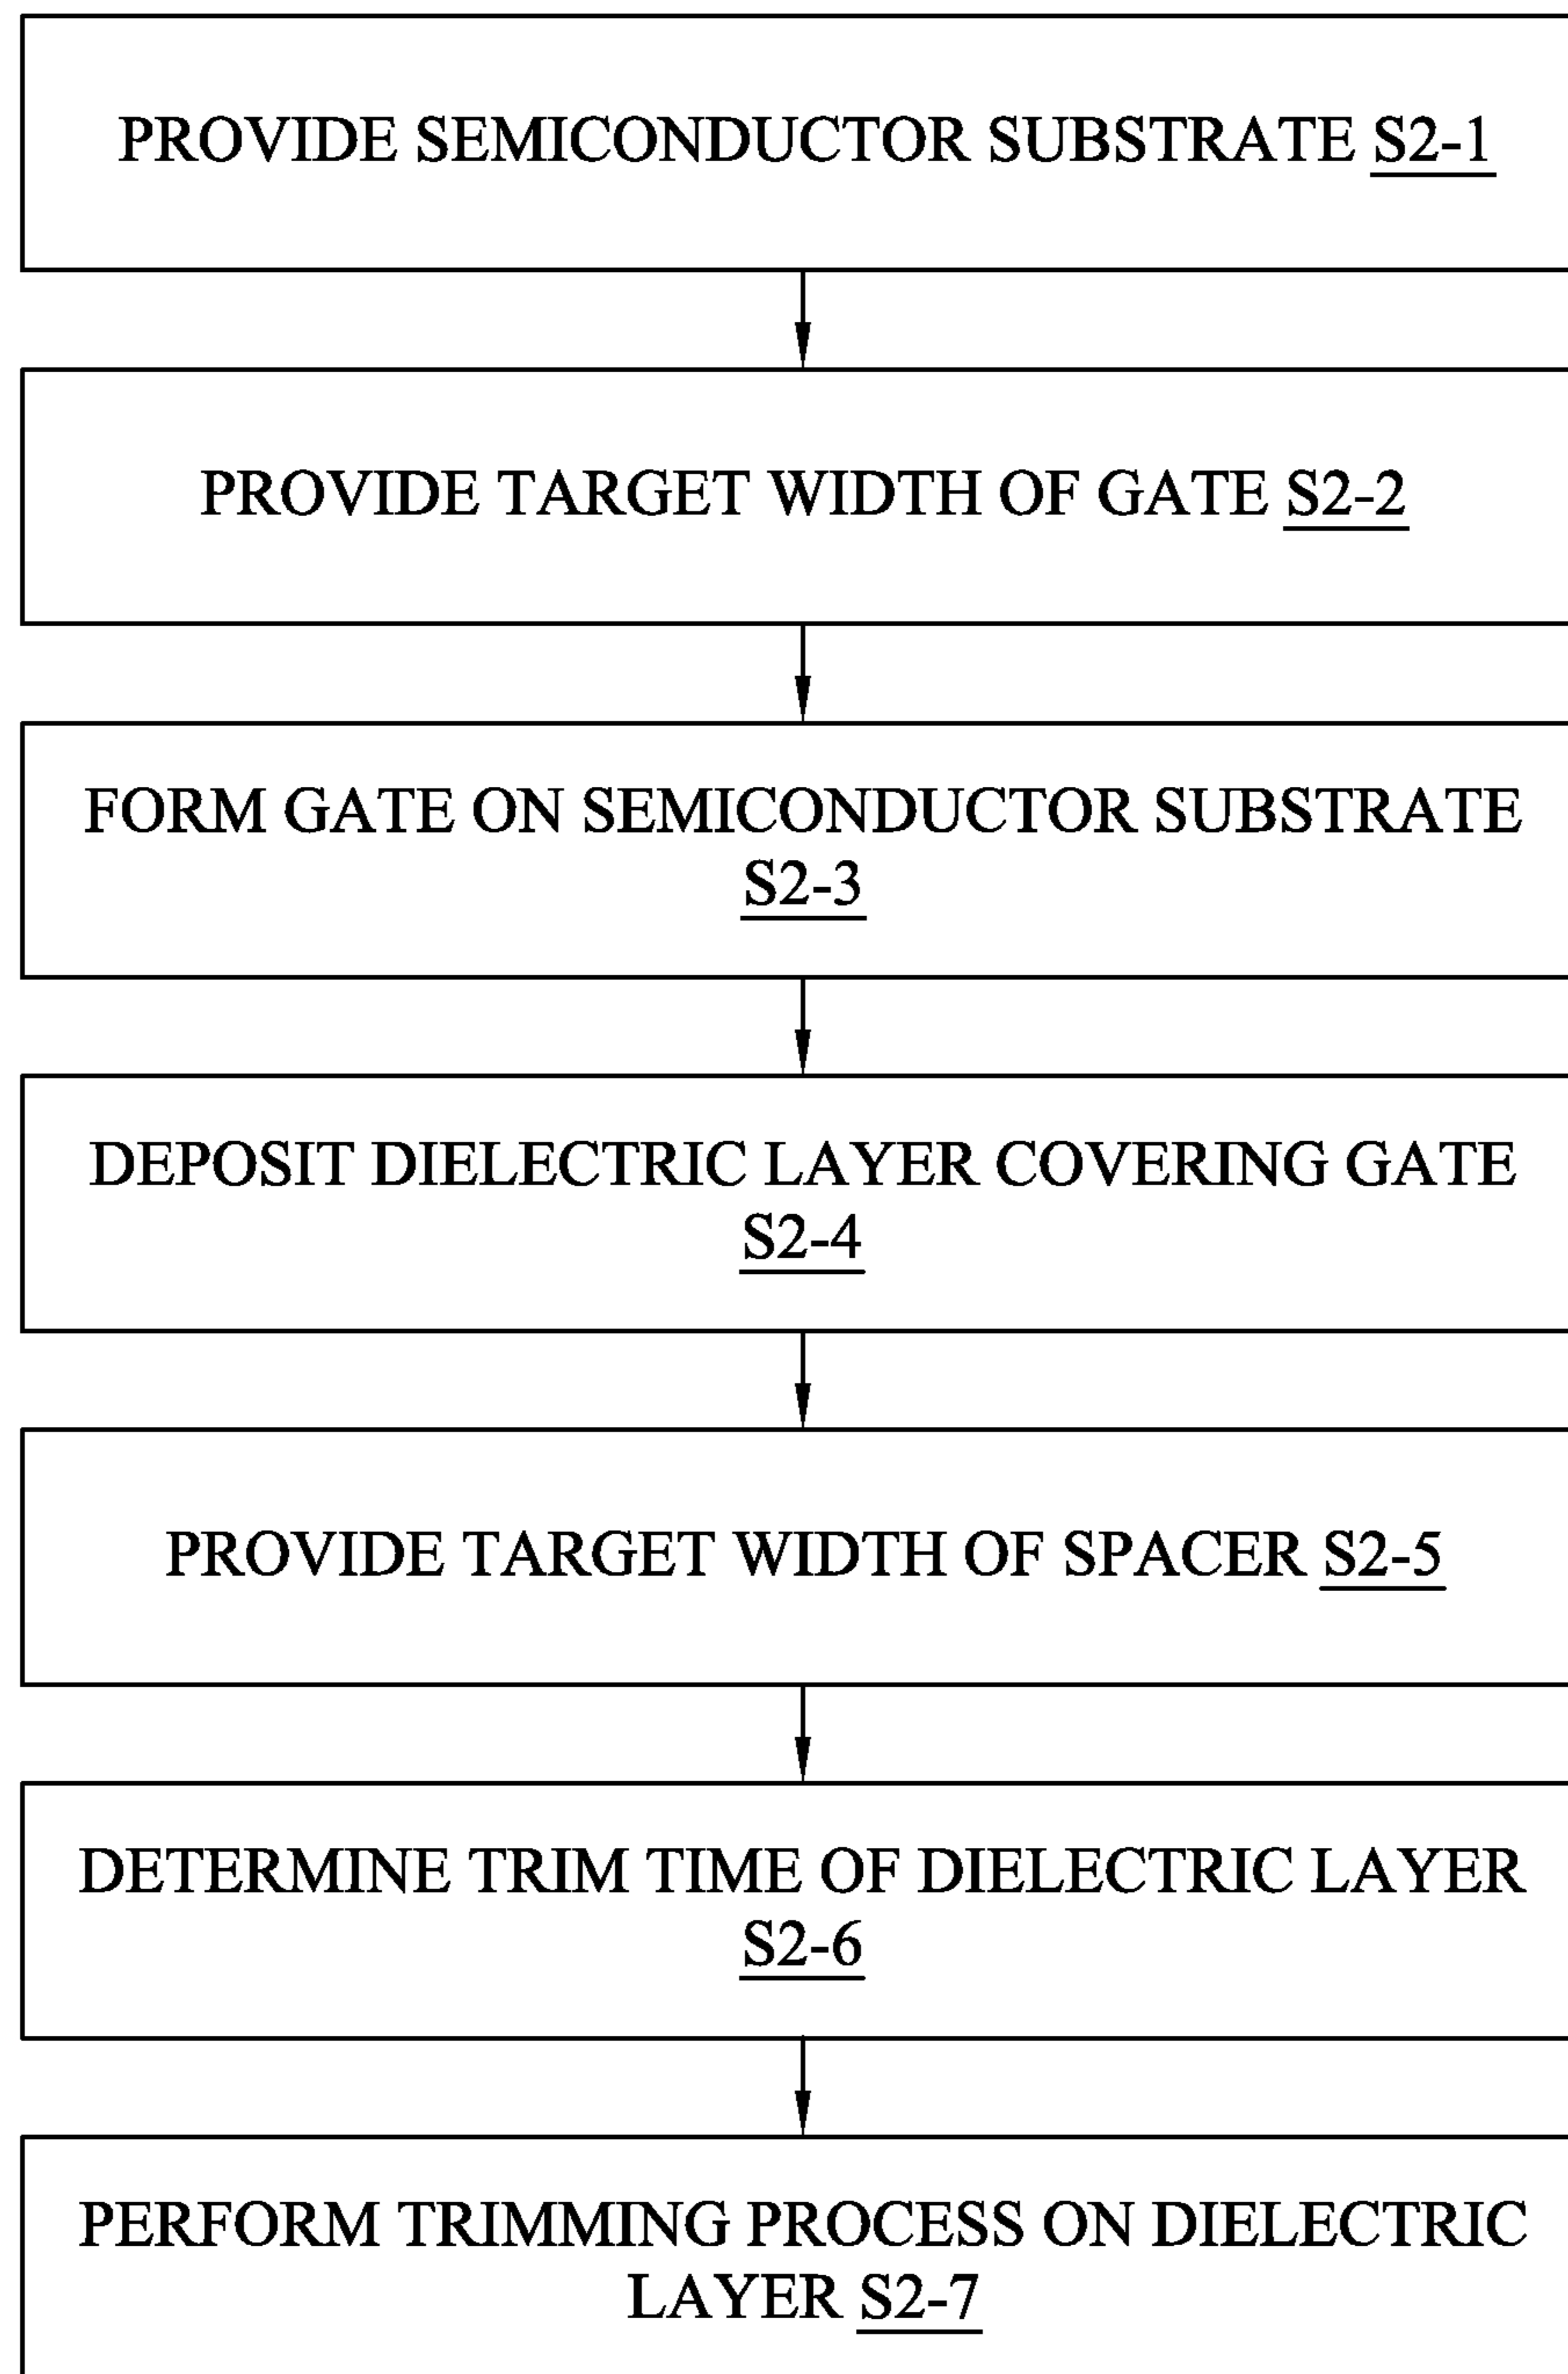 PROVIDE SEMICONDUCTOR SUBSTRATE S2-1
PROVIDE TARGET WIDTH OF GATE S2-2
FORM GATE ON SEMICONDUCTOR SUBSTRATE
S2-3
DEPOSIT DIELECTRIC LAYER COVERING GATE
S2-4
PROVIDE TARGET WIDTH OF SPACER S2-5
DETERMINE TRIM TIME OF DIELECTRIC LAYER
S2-6
PERFORM TRIMMING PROCESS ON DIELECTRIC
LAYER S2-7